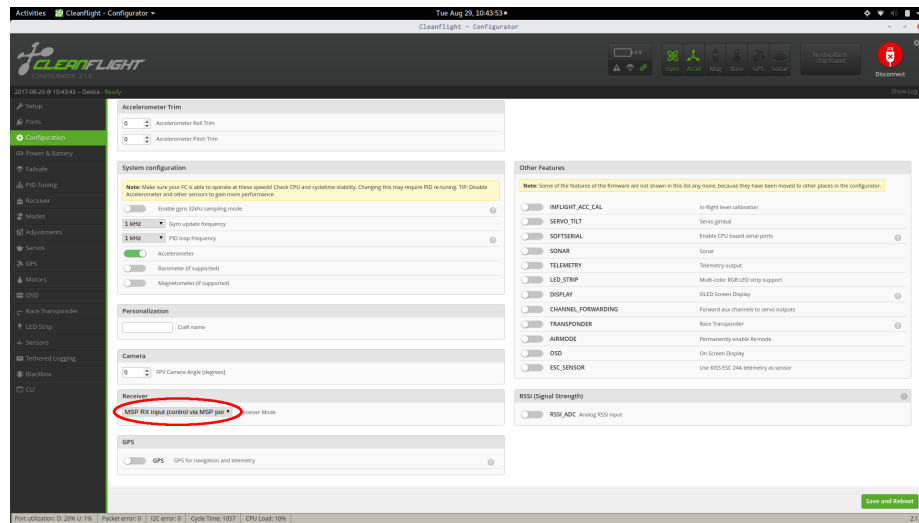 Activities Cleanflight - Configurator
Tue Aug 29, 10:43:53
Cleanflight - Configurator
CLEANFLIGHT
CONFIGURATOR 2.1.0
0 V
Gyro Accel Mag Baro GPS Sonar
No dataflash
chip found
Disconnect
2017-08-29 @ 10:43:43 -- Device - Ready
Show Log
Setup
Ports
Configuration
Power & Battery
Failsafe
PID Tuning
Receiver
Modes
Adjustments
Servos
GPS
Motors
OSD
Race Transponder
LED Strip
Sensors
Tethered Logging
Blackbox
CLI
Accelerometer Trim
0 Accelerometer Roll Trim
0 Accelerometer Pitch Trim
System configuration
Note: Make sure your FC is able to operate at these speeds! Check CPU and cycletime stability. Changing this may require PID re-tuning. TIP: Disable
Accelerometer and other sensors to gain more performance.
Enable gyro 32khz sampling mode
1 kHz Gyro update frequency
1 kHz PID loop frequency
Accelerometer
Barometer (if supported)
Magnetometer (if supported)
Personalization
Craft name
Camera
0 FPV Camera Angle [degrees]
Receiver
MSP RX input (control via MSP por Receiver Mode
GPS
GPS GPS for navigation and telemetry
Other Features
Note: Some of the features of the firmware are not shown in this list any more, because they have been moved to other places in the configurator.
INFLIGHT_ACC_CAL In-flight level calibration
SERVO_TILT Servo gimbal
SOFTSERIAL Enable CPU based serial ports
SONAR Sonar
TELEMETRY Telemetry output
LED_STRIP Multi-color RGB LED strip support
DISPLAY OLED Screen Display
CHANNEL_FORWARDING Forward aux channels to servo outputs
TRANSPONDER Race Transponder
AIRMODE Permanently enable Airmode
OSD On Screen Display
ESC_SENSOR Use KISS ESC 24A telemetry as sensor
RSSI (Signal Strength)
RSSI_ADC Analog RSSI input
Save and Reboot
Port utilization: D: 20% U: 1% Packet error: 0 I2C error: 0 Cycle Time: 1057 CPU Load: 10%
2.1